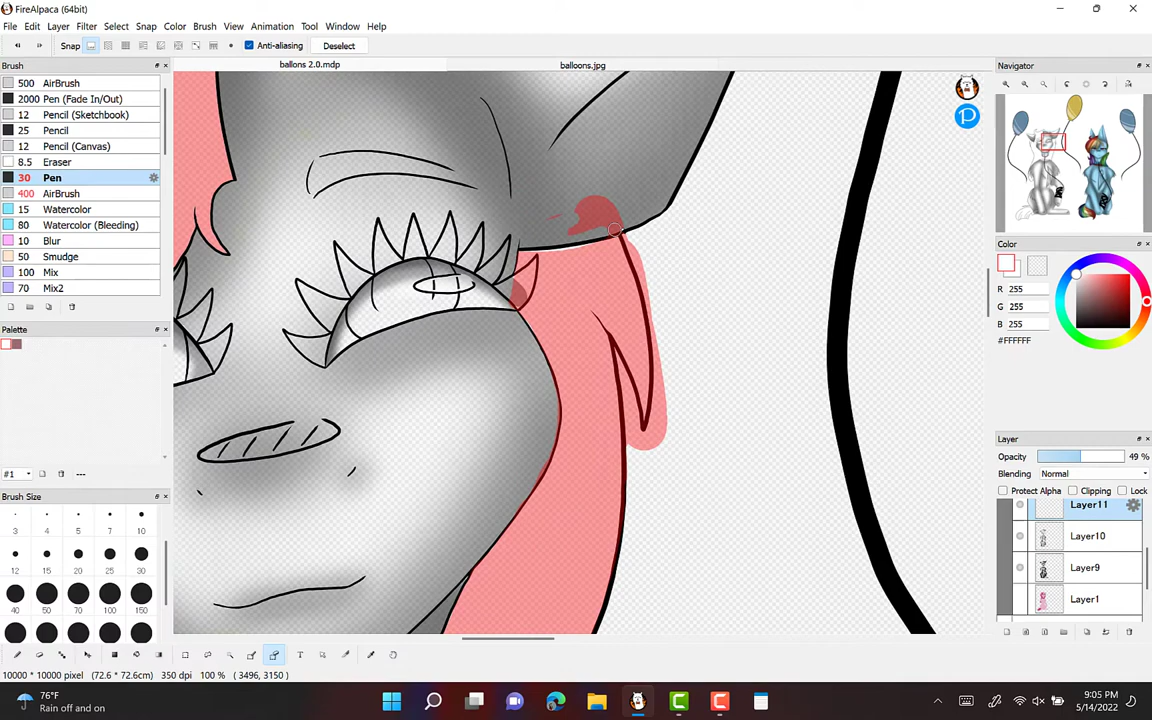 FireAlpaca (64bit)
File Edit Layer Filter Select Snap Color Brush View Animation Tool Window Help
Snap Anti-aliasing Deselect
Brush
ballons 2.0.mdp
balloons.jpg
Navigator
500 AirBrush
2000 Pen (Fade In/Out)
12 Pencil (Sketchbook)
25 Pencil
12 Pencil (Canvas)
8.5 Eraser
30 Pen
400 AirBrush
15 Watercolor
80 Watercolor (Bleeding)
10 Blur
50 Smudge
100 Mix
70 Mix2
Palette
#1 ---
Brush Size
3 4 5 7 10
12 15 20 25 30
40 50 70 100 150
Color
R 255
G 255
B 255
#FFFFFF
Layer
Opacity 49 %
Blending Normal
Protect Alpha Clipping Lock
Layer11
Layer10
Layer9
Layer1
T
10000 * 10000 pixel (72.6 * 72.6cm) 350 dpi 100 % ( 3496, 3150 )
76°F
Rain off and on
9:05 PM
5/14/2022